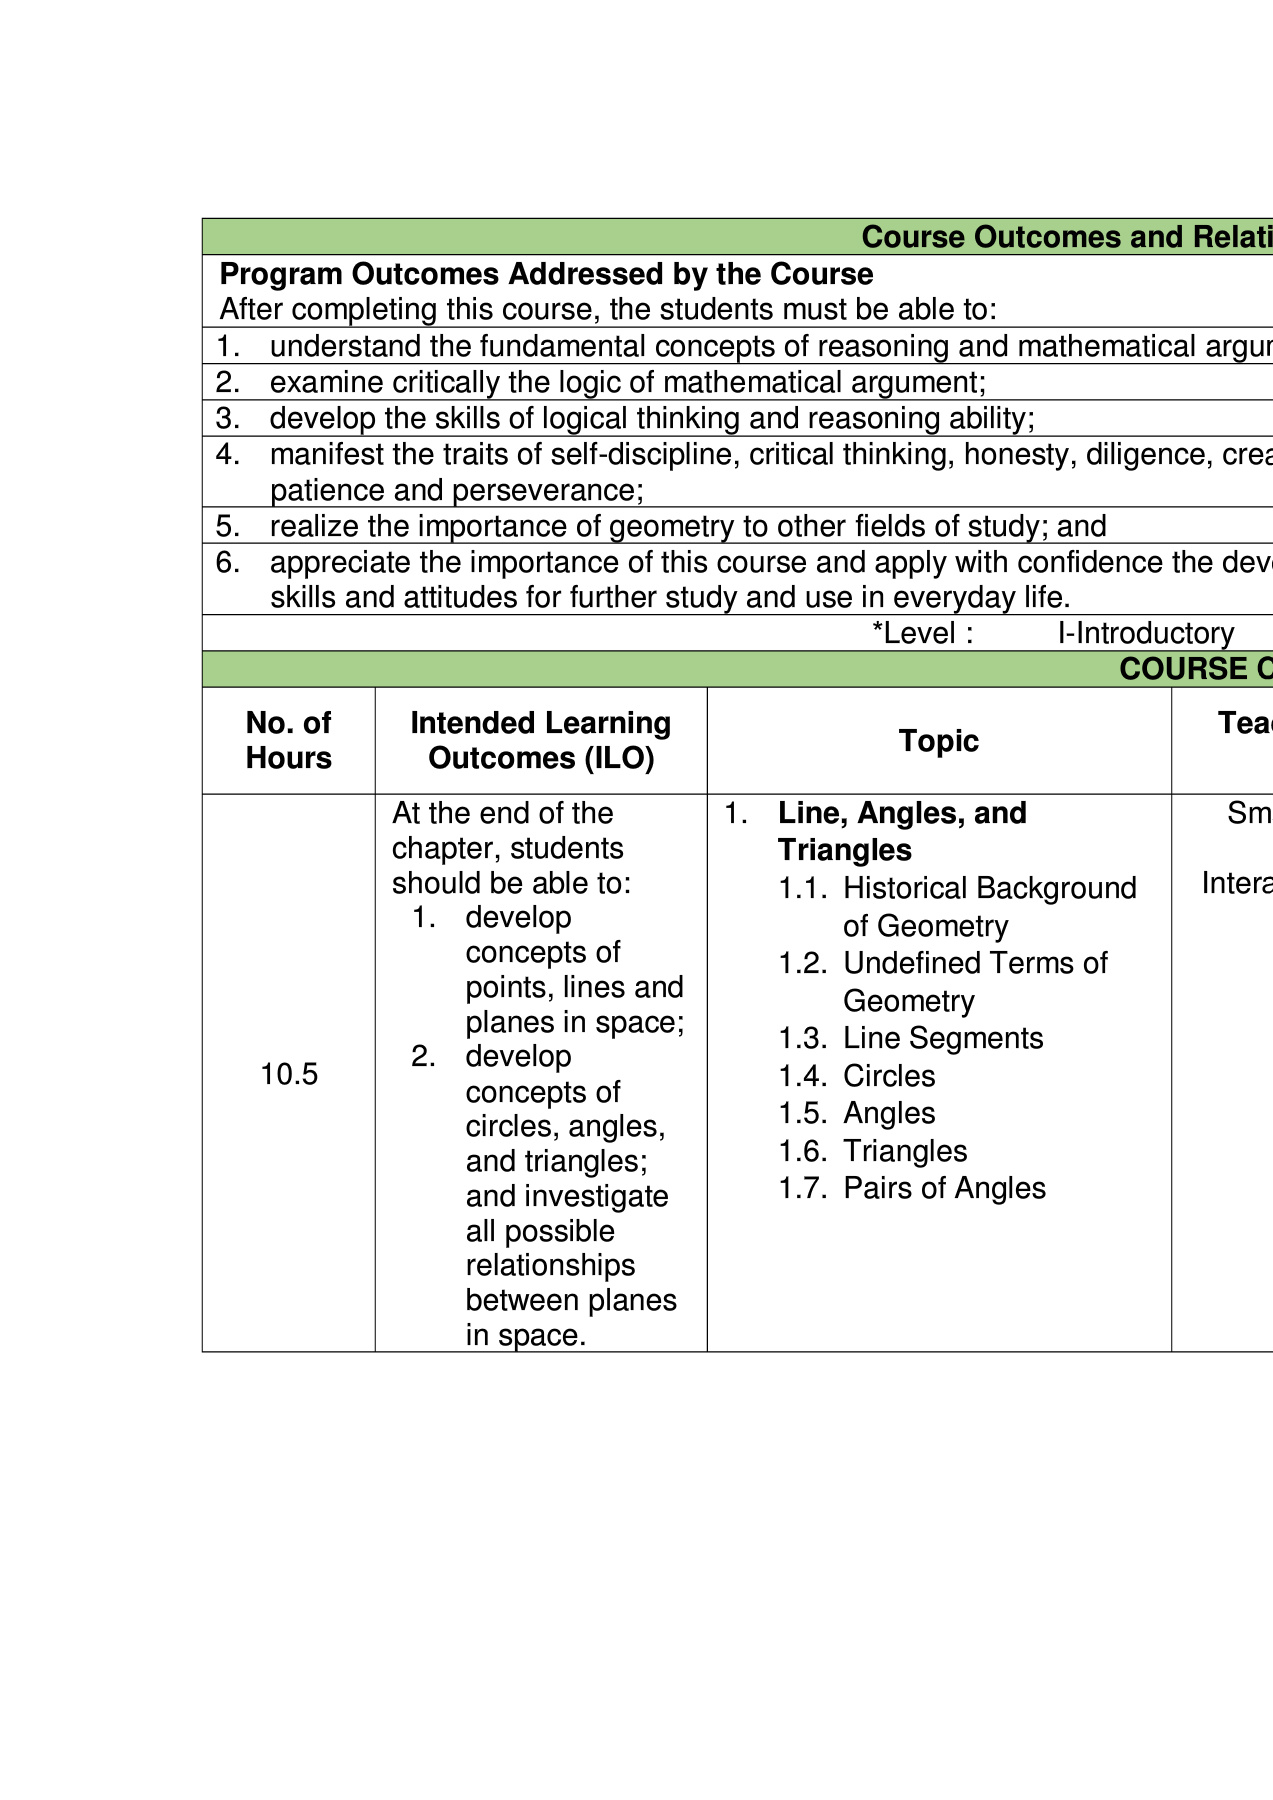 Course Outcomes and Relati
Program Outcomes Addressed by the Course
After completing this course, the students must be able to:
1. understand the fundamental concepts of reasoning and mathematical argu
2. examine critically the logic of mathematical argument;
3. develop the skills of logical thinking and reasoning ability;
4. manifest the traits of self-discipline, critical thinking, honesty, diligence, crea
patience and perseverance;
5. realize the importance of geometry to other fields of study; and
6. appreciate the importance of this course and apply with confidence the dev
skills and attitudes for further study and use in everyday life.
*Level : I-Introductory
COURSE C
No. of
Hours
Intended Learning
Outcomes (ILO)
Topic
Tea
10.5
At the end of the
chapter, students
should be able to:
1. develop
concepts of
points, lines and
planes in space;
2. develop
concepts of
circles, angles,
and triangles;
and investigate
all possible
relationships
between planes
in space.
1. Line, Angles, and
Triangles
1.1. Historical Background
of Geometry
1.2. Undefined Terms of
Geometry
1.3. Line Segments
1.4. Circles
1.5. Angles
1.6. Triangles
1.7. Pairs of Angles
Sm
Intera